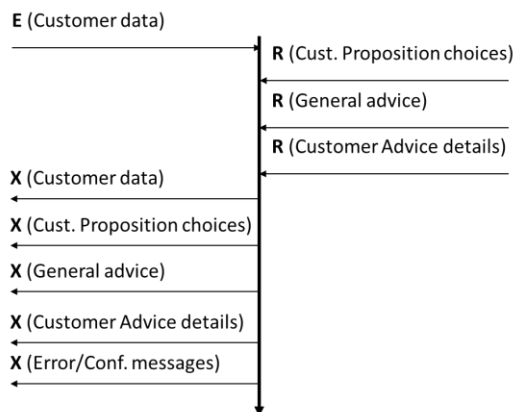 E (Customer data)
R (Cust. Proposition choices)
R (General advice)
R (Customer Advice details)
X (Customer data)
X (Cust. Proposition choices)
X (General advice)
X (Customer Advice details)
X (Error/Conf. messages)